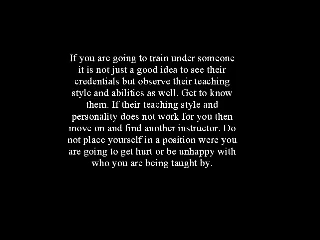 If you are going to train under someone
it is not just a good idea to see their
credentials but observe their teaching
style and abilities as well. Get to know
them. If their teaching style and
personality does not work for you then
move on and find another instructor. Do
not place yourself in a position were you
are going to get hurt or be unhappy with
who you are being taught by.